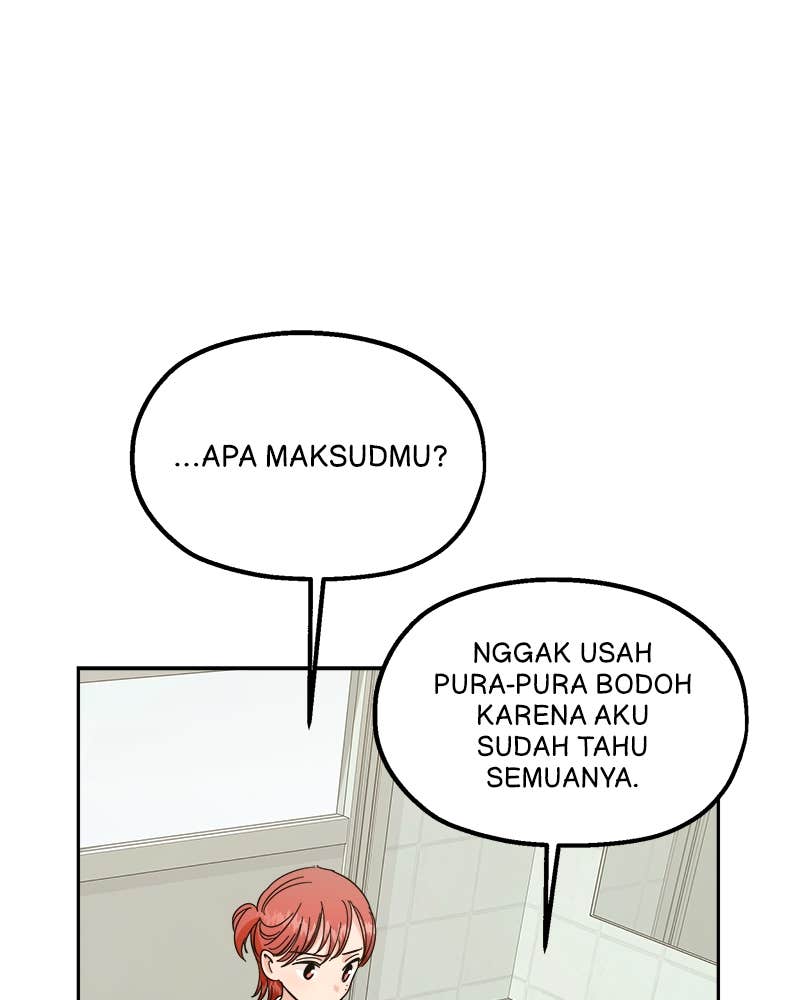 ...APA MAKSUDMU?
NGGAK USAH
PURA-PURA BODOH
KARENA AKU
SUDAH TAHU
SEMUANYA.